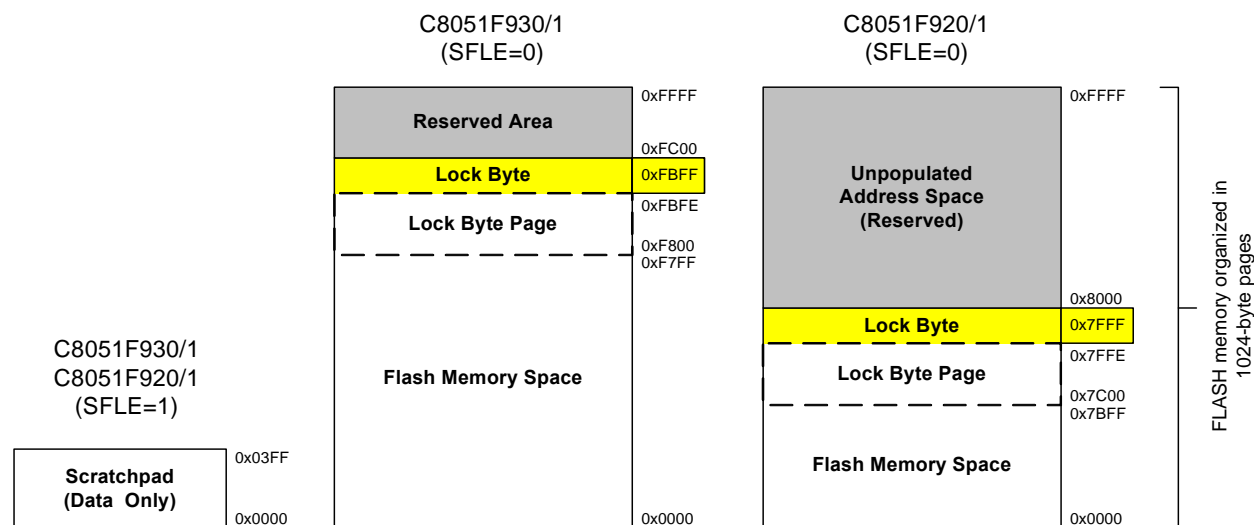 C8051F930/1
(SFLE=0)
C8051F920/1
(SFLE=0)
0xFFFF
Reserved Area
0xFC00
Lock Byte
0xFBFF
0xFBFE
Lock Byte Page
0xF800
0xF7FF
Flash Memory Space
0x0000
0xFFFF
Unpopulated
Address Space
(Reserved)
0x8000
Lock Byte
0x7FFF
0x7FFE
Lock Byte Page
0x7C00
0x7BFF
Flash Memory Space
0x0000
FLASH memory organized in
1024-byte pages
C8051F930/1
C8051F920/1
(SFLE=1)
0x03FF
Scratchpad
(Data Only)
0x0000